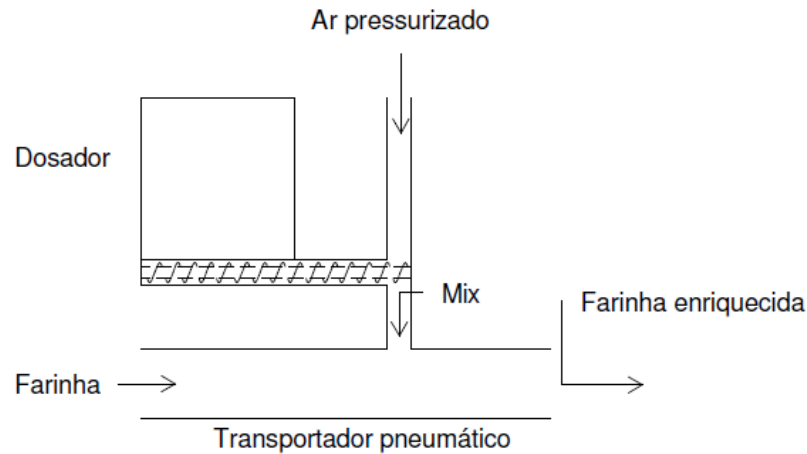 Ar pressurizado
Dosador
Mix
Farinha enriquecida
Farinha
Transportador pneumático